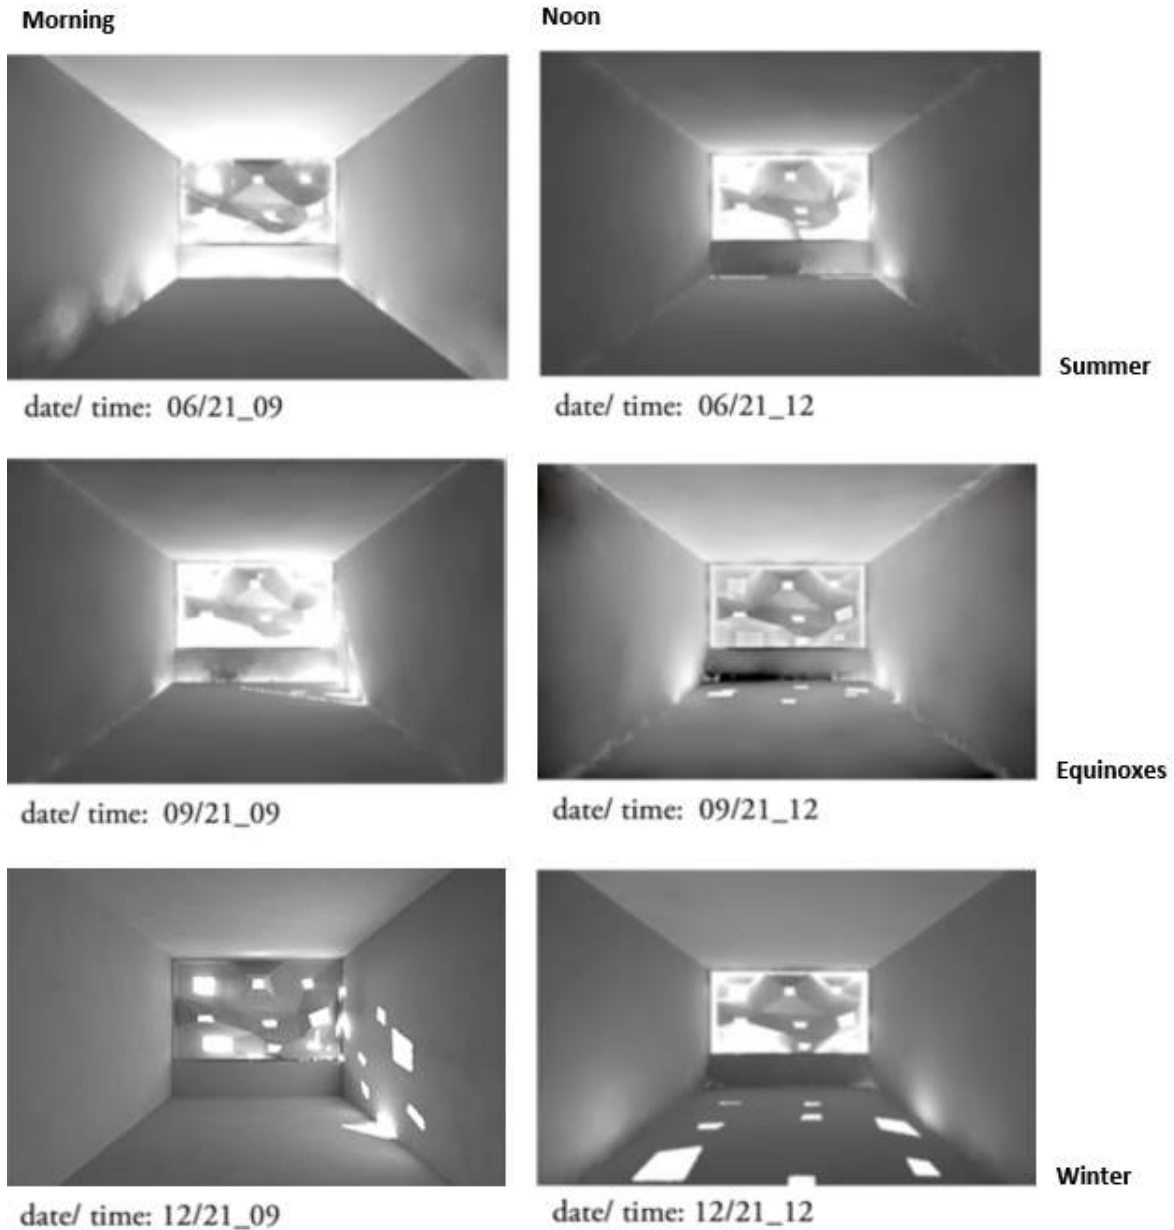 Morning
Noon
Summer
date/ time: 06/21_09
date/ time: 06/21_12
Equinoxes
date/ time: 09/21_09
date/ time: 09/21_12
Winter
date/ time: 12/21_09
date/ time: 12/21_12